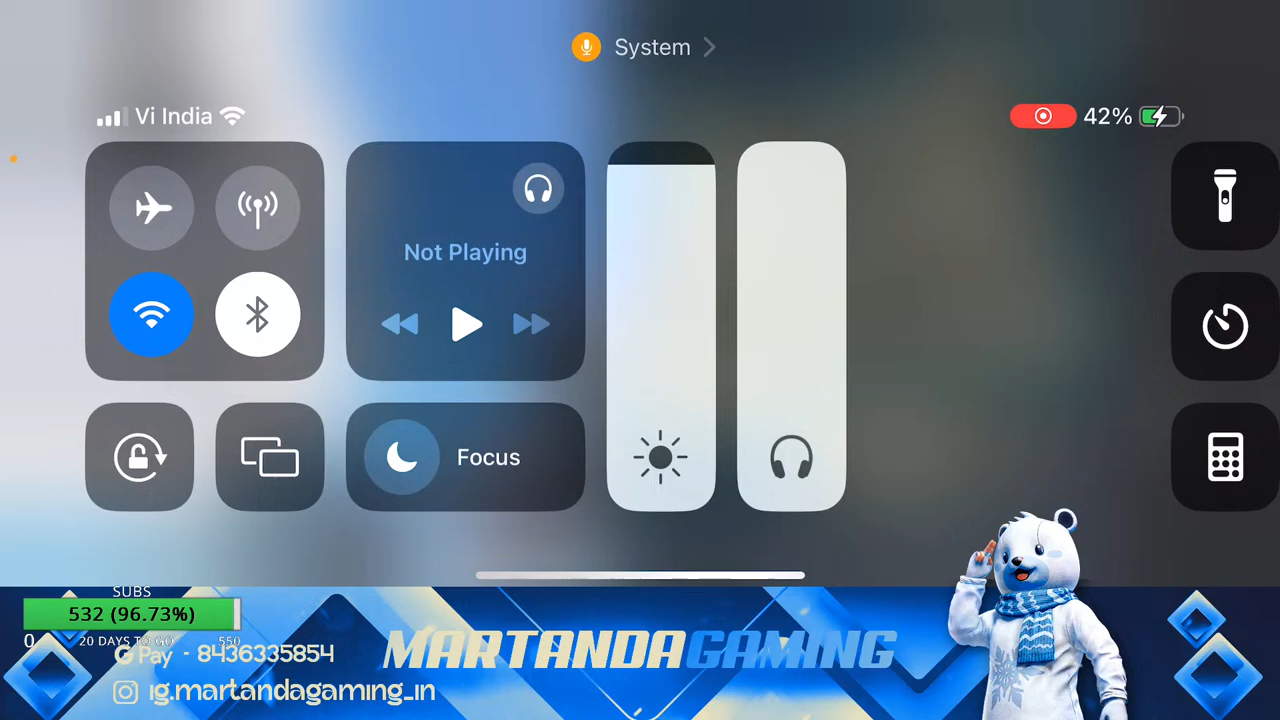 System
Vi India
42%
Not Playing
Focus
SUBS
532 (96.73%)
0 20 DAYS TO GO 550
G Pay - 8436335854
ig.martandagaming_in
MARTANDAGAMING